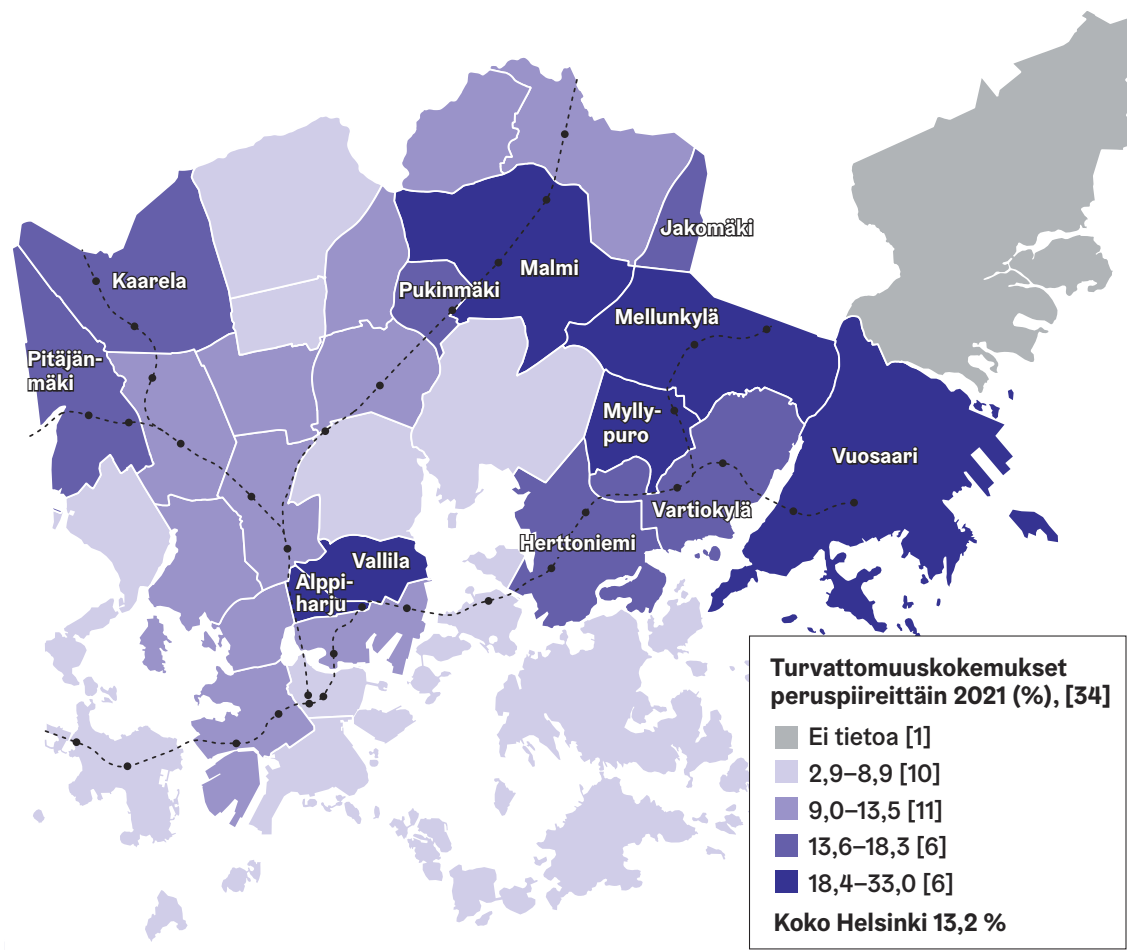 Jakomäki
Malmi
Kaarela
Pukinmäki
Mellunkylä
Pitäjän-
mäki
Mylly-
puro
Vuosaari
Vartiokylä
Herttoniemi
Vallila
Alppi-
harju
Turvattomuuskokemukset
peruspiireittäin 2021 (%), [34]
Ei tietoa [1]
2,9–8,9 [10]
9,0–13,5 [11]
13,6–18,3 [6]
18,4–33,0 [6]
Koko Helsinki 13,2 %